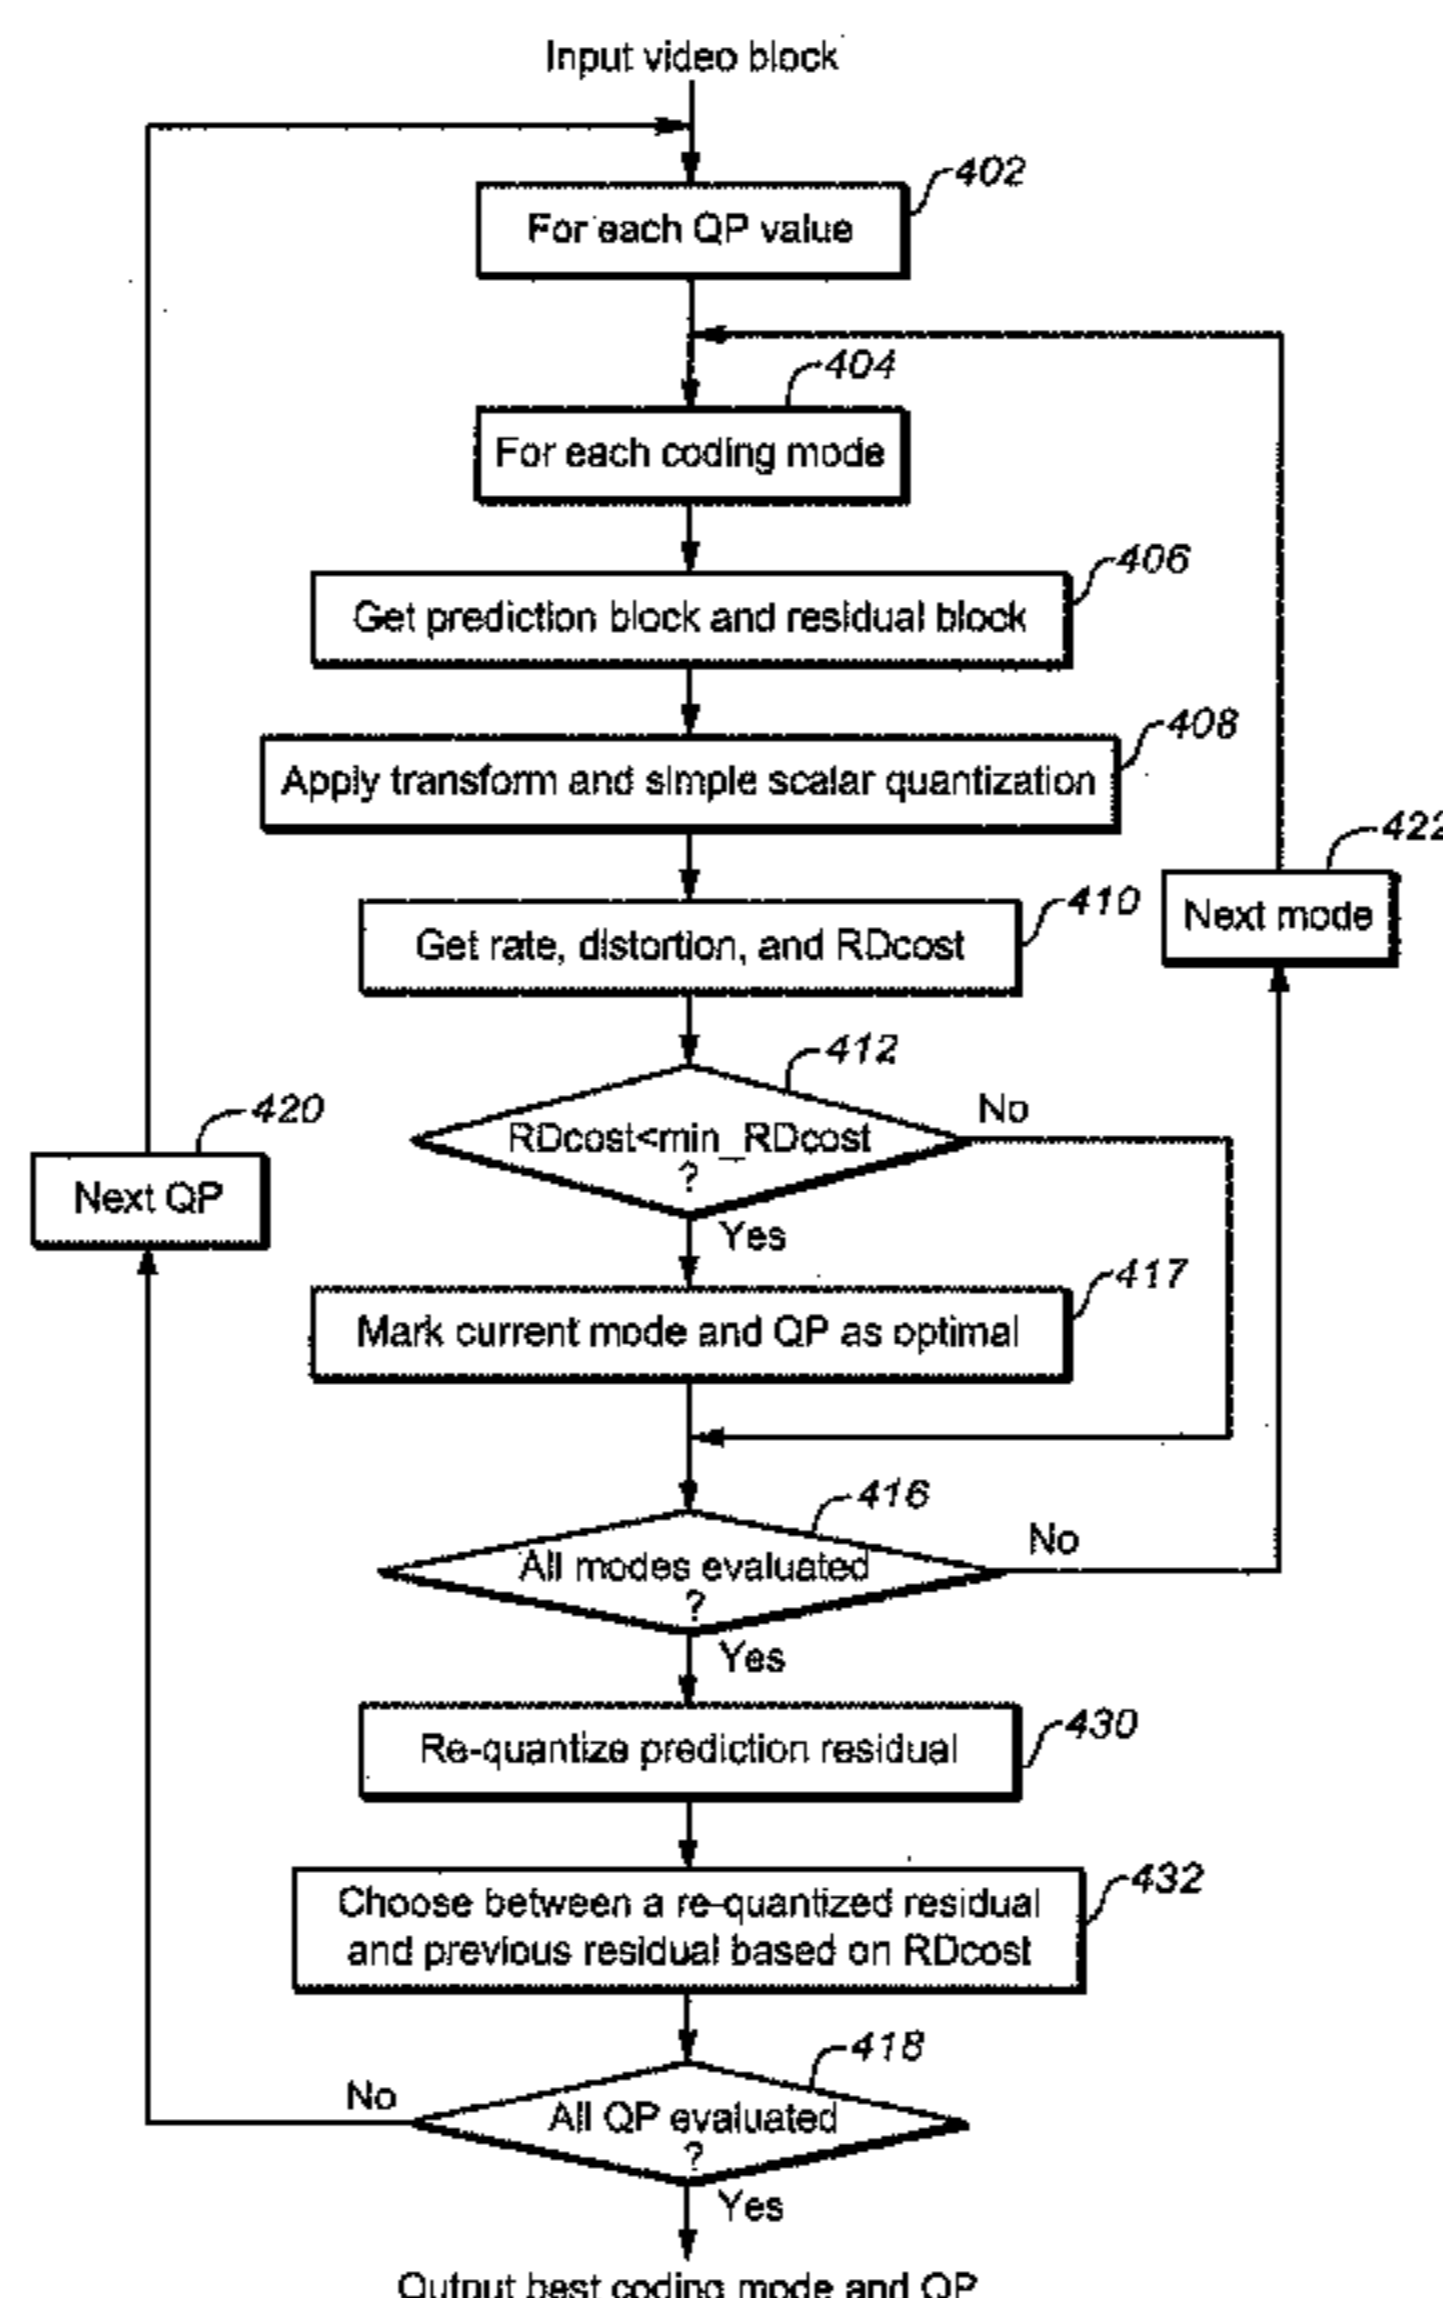 Input video block
402
For each QP value
404
For each coding mode
406
Get prediction block and residual block
408
Apply transform and simple scalar quantization
422
410
Next mode
Get rate, distortion, and RDcost
412
No
420
RDcost<min_RDcost
?
Next QP
Yes
417
Mark current mode and QP as optimal
416
No
All modes evaluated
?
Yes
430
Re-quantize prediction residual
432
Choose between a re-quantized residual
and previous residual based on RDcost
418
No
All QP evaluated
?
Yes
Output best coding mode and QP